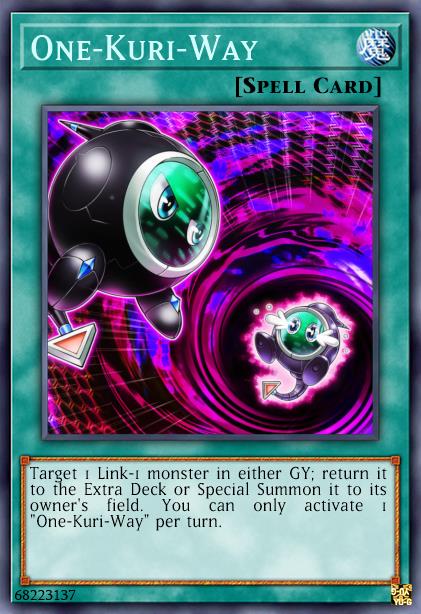 One-Kuri-Way
魔
[Spell Card]
Target 1 Link-1 monster in either GY; return it
to the Extra Deck or Special Summon it to its
owner's field. You can only activate 1
"One-Kuri-Way" per turn.
68223137